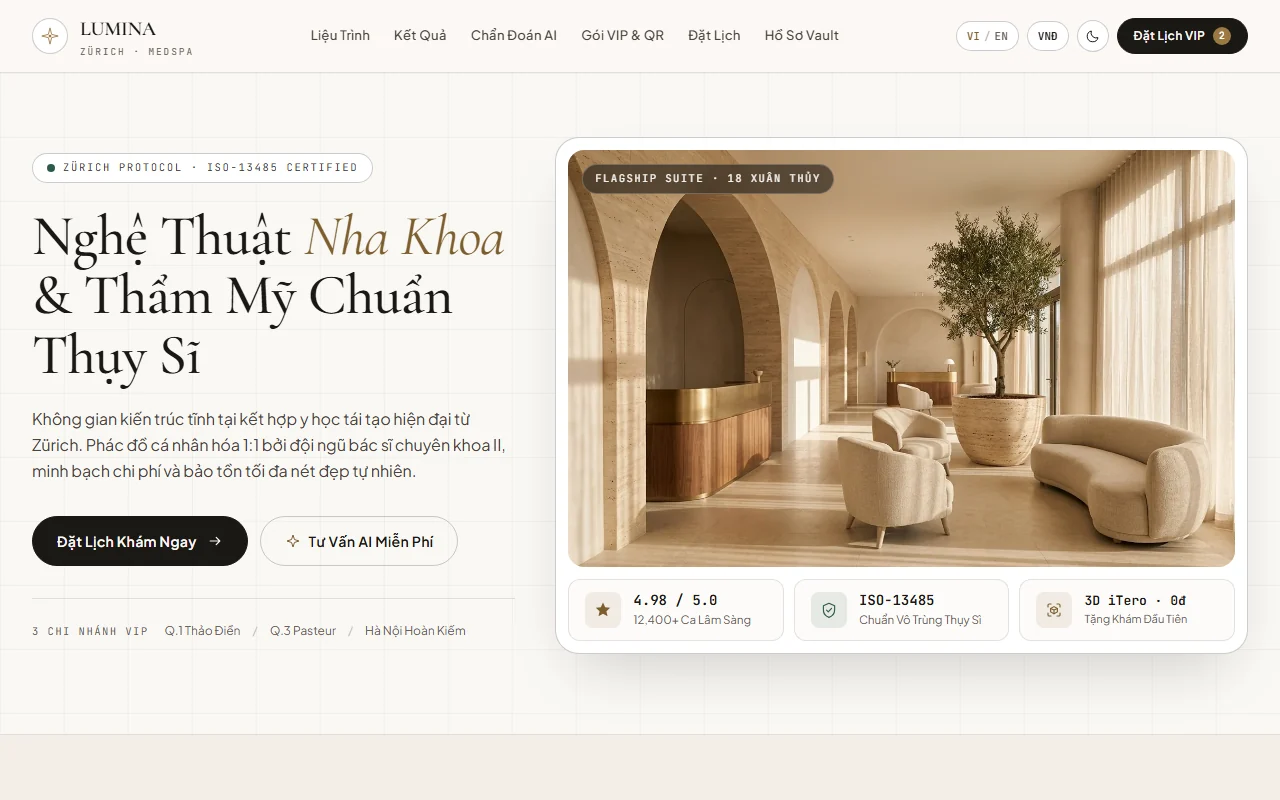 LUMINA
ZÜRICH · MEDSPA
Liệu Trình
Kết Quả
Chẩn Đoán AI
Gói VIP & QR
Đặt Lịch
Hồ Sơ Vault
VI / EN
VNĐ
Đặt Lịch VIP 2
ZÜRICH PROTOCOL · ISO-13485 CERTIFIED
Nghệ Thuật Nha Khoa
& Thẩm Mỹ Chuẩn
Thụy Sĩ
Không gian kiến trúc tĩnh tại kết hợp y học tái tạo hiện đại từ
Zürich. Phác đồ cá nhân hóa 1:1 bởi đội ngũ bác sĩ chuyên khoa II,
minh bạch chi phí và bảo tồn tối đa nét đẹp tự nhiên.
Đặt Lịch Khám Ngay →
Tư Vấn AI Miễn Phí
3 CHI NHÁNH VIP Q.1 Thảo Điền / Q.3 Pasteur / Hà Nội Hoàn Kiếm
FLAGSHIP SUITE · 18 XUÂN THỦY
4.98 / 5.0
12,400+ Ca Lâm Sàng
ISO-13485
Chuẩn Vô Trùng Thụy Sĩ
3D iTero · 0đ
Tặng Khám Đầu Tiên